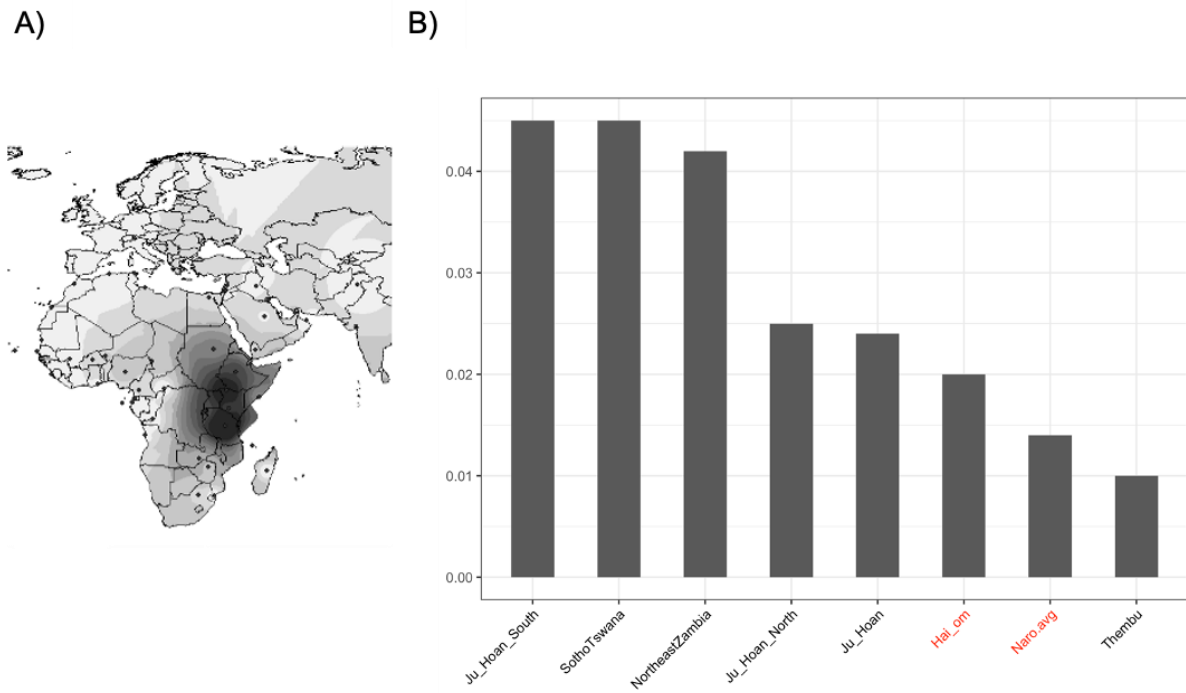 A)
B)
0.04
0.03
0.02
0.01
0.00
Ju_Hoan_South
SothoTswana
NortheastZambia
Ju_Hoan_North
Ju_Hoan
Hai_om
Naro.avg
Thembu